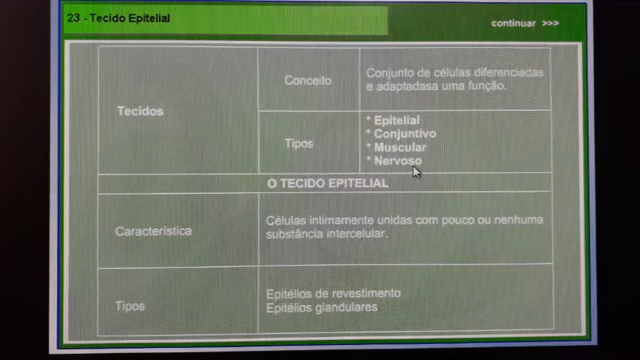 23 - Tecido Epitelial
continuar >>>
Tecidos
Conceito
Conjunto de células diferenciadas
e adaptadasa uma função.
Tipos
* Epitelial
* Conjuntivo
* Muscular
* Nervoso
O TECIDO EPITELIAL
Característica
Células intimamente unidas com pouco ou nenhuma
substância intercelular.
Tipos
Epitélios de revestimento
Epitélios glandulares